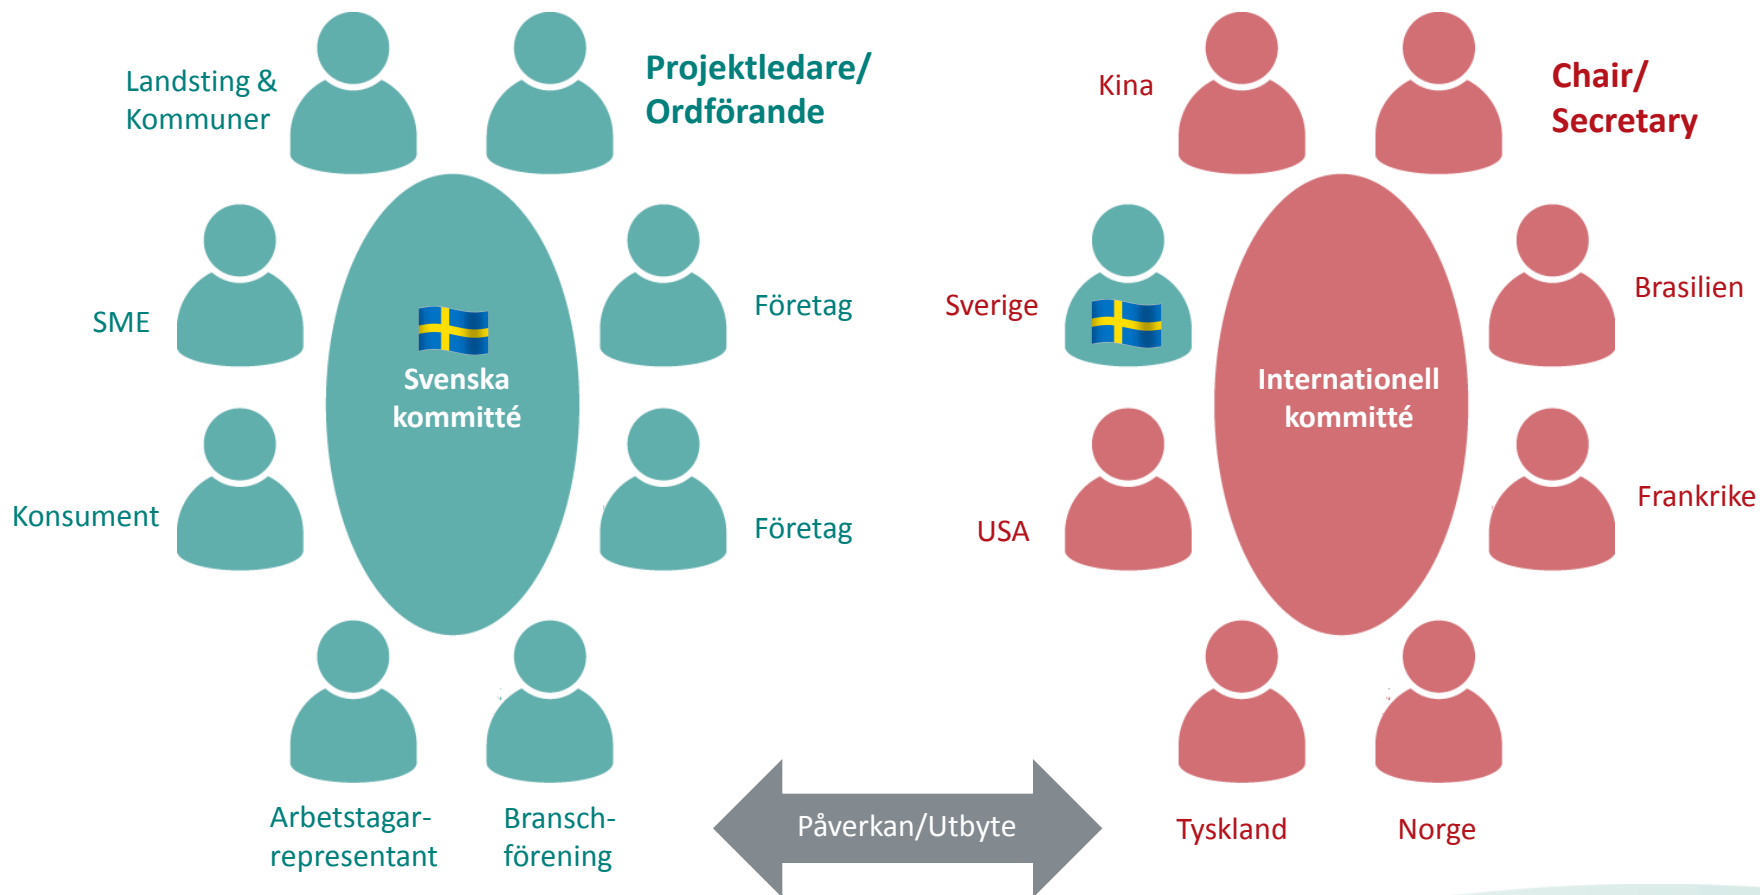 Landsting &
Kommuner
Projektledare/
Ordförande
SME
Företag
Svenska
kommitté
Konsument
Företag
Arbetstagar-
representant
Bransch-
förening
Påverkan/Utbyte
Kina
Chair/
Secretary
Sverige
Brasilien
Internationell
kommitté
USA
Frankrike
Tyskland
Norge